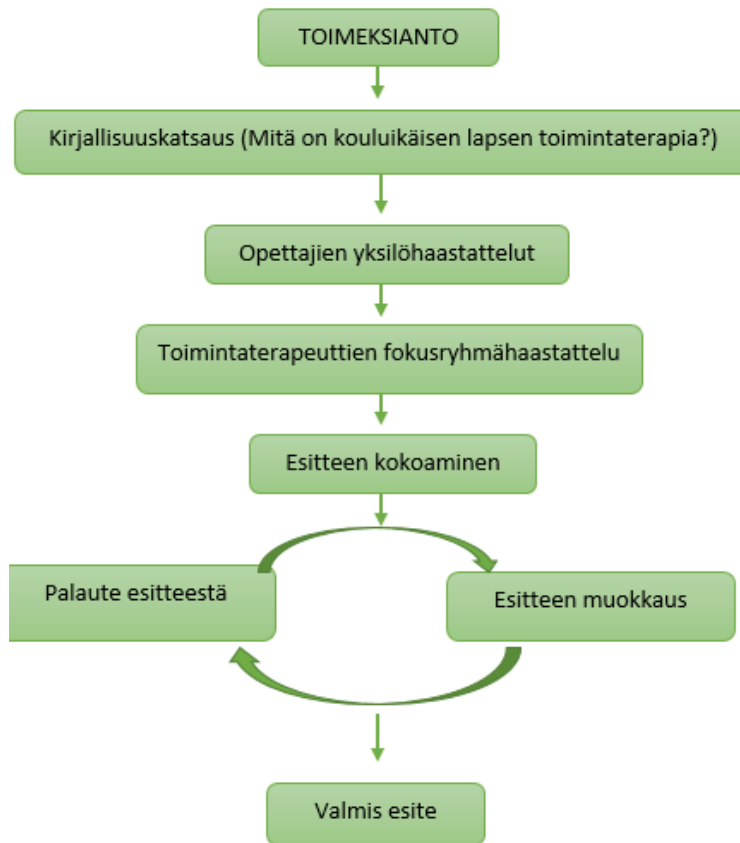 TOIMEKSIANTO
Kirjallisuuskatsaus (Mitä on kouluikäisen lapsen toimintaterapia?)
Opettajien yksilöhaastattelut
Toimintaterapeuttien fokusryhmähaastattelu
Esitteen kokoaminen
Palaute esitteestä
Esitteen muokkaus
Valmis esite